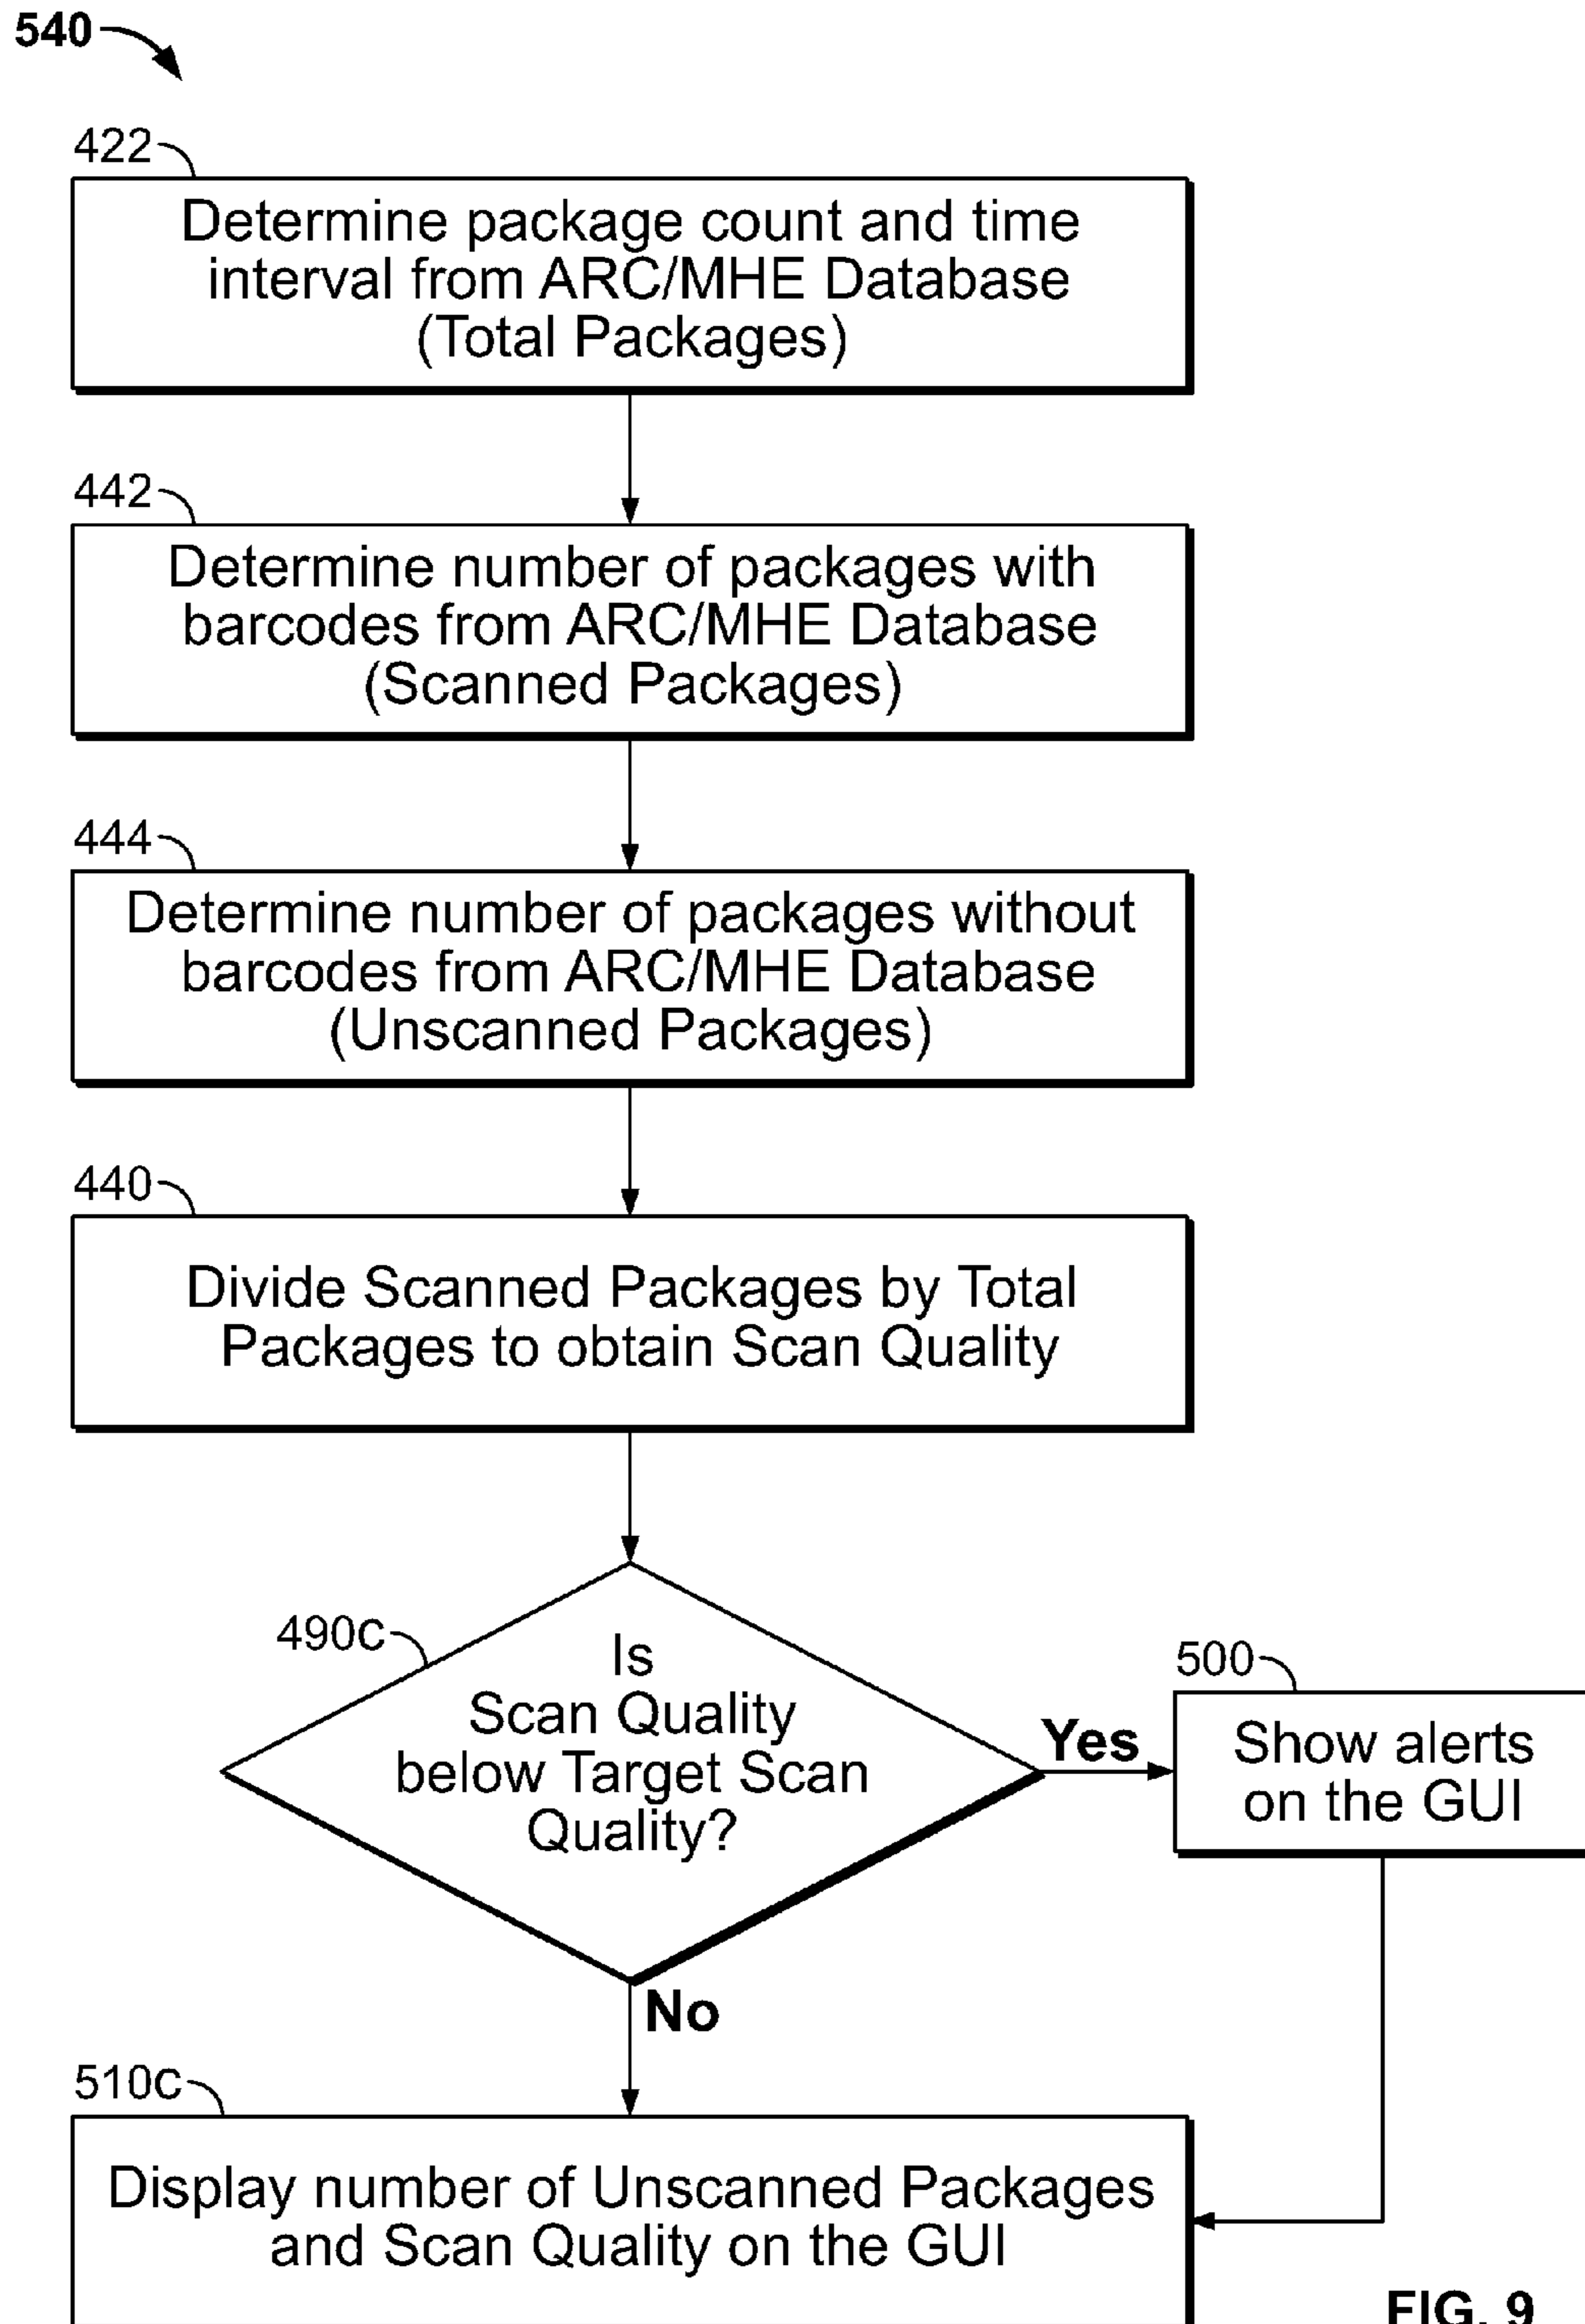 540
422
Determine package count and time
interval from ARC/MHE Database
(Total Packages)
442
Determine number of packages with
barcodes from ARC/MHE Database
(Scanned Packages)
444
Determine number of packages without
barcodes from ARC/MHE Database
(Unscanned Packages)
440
Divide Scanned Packages by Total
Packages to obtain Scan Quality
490c
Is
Scan Quality
below Target Scan
Quality?
Yes
500
Show alerts
on the GUI
No
510c
Display number of Unscanned Packages
and Scan Quality on the GUI
FIG. 9